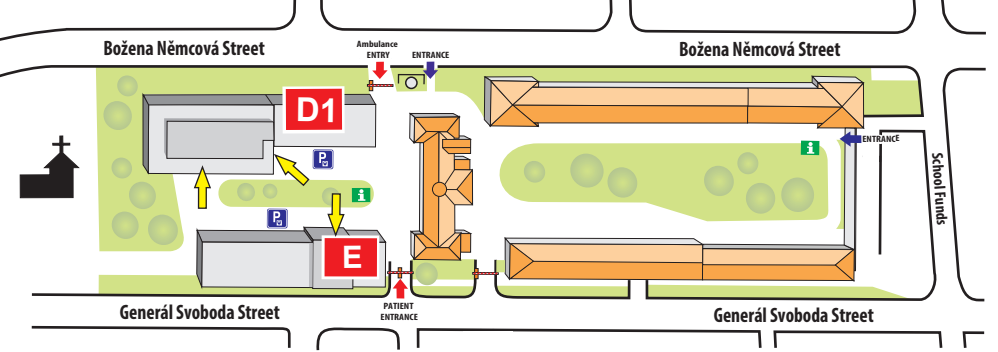 Božena Němcová Street
Ambulance
ENTRY
ENTRANCE
Božena Němcová Street
D1
P
ENTRANCE
i
School Funds
i
P
E
PATIENT
ENTRANCE
Generál Svoboda Street
Generál Svoboda Street